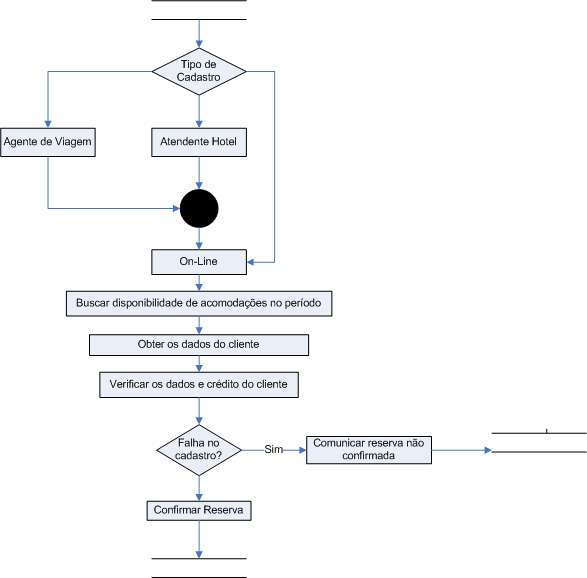 Tipo de
Cadastro
Agente de Viagem
Atendente Hotel
On-Line
Buscar disponibilidade de acomodações no período
Obter os dados do cliente
Verificar os dados e crédito do cliente
Falha no
cadastro?
Sim
Comunicar reserva não
confirmada
Confirmar Reserva